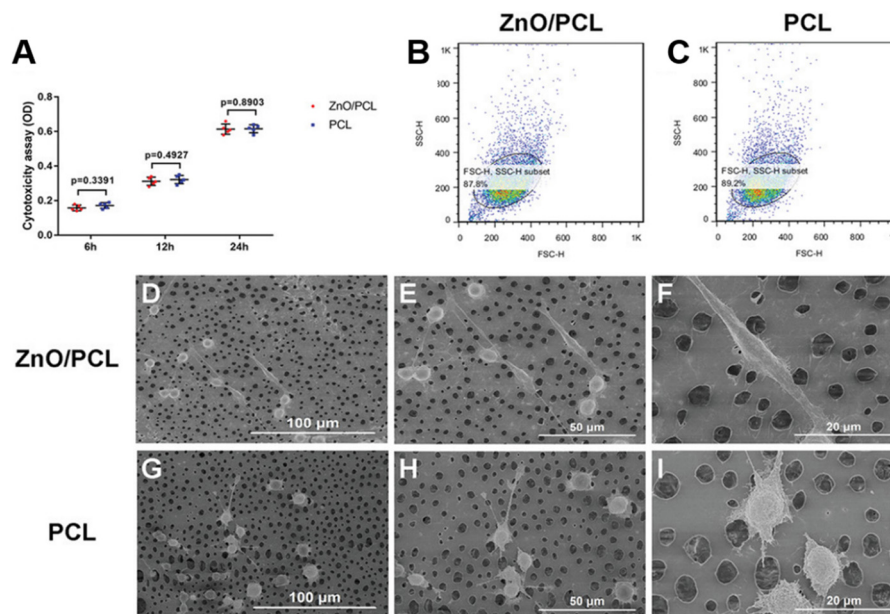 ZnO/PCL
PCL
A
B
C
Cytotoxicity assay (OD)
0.8
0.6
0.4
0.2
0.0
p=0.3391
p=0.4927
p=0.8903
6h
12h
24h
ZnO/PCL
PCL
SSC-H
1K
800
600
400
200
0
FSC-H, SSC-H subset
87.8%
0
200
400
600
800
1K
FSC-H
SSC-H
1K
800
600
400
200
0
FSC-H, SSC-H subset
89.2%
0
200
400
600
800
1K
FSC-H
ZnO/PCL
D
100 µm
E
50 µm
F
20 µm
PCL
G
100 µm
H
50 µm
I
20 µm